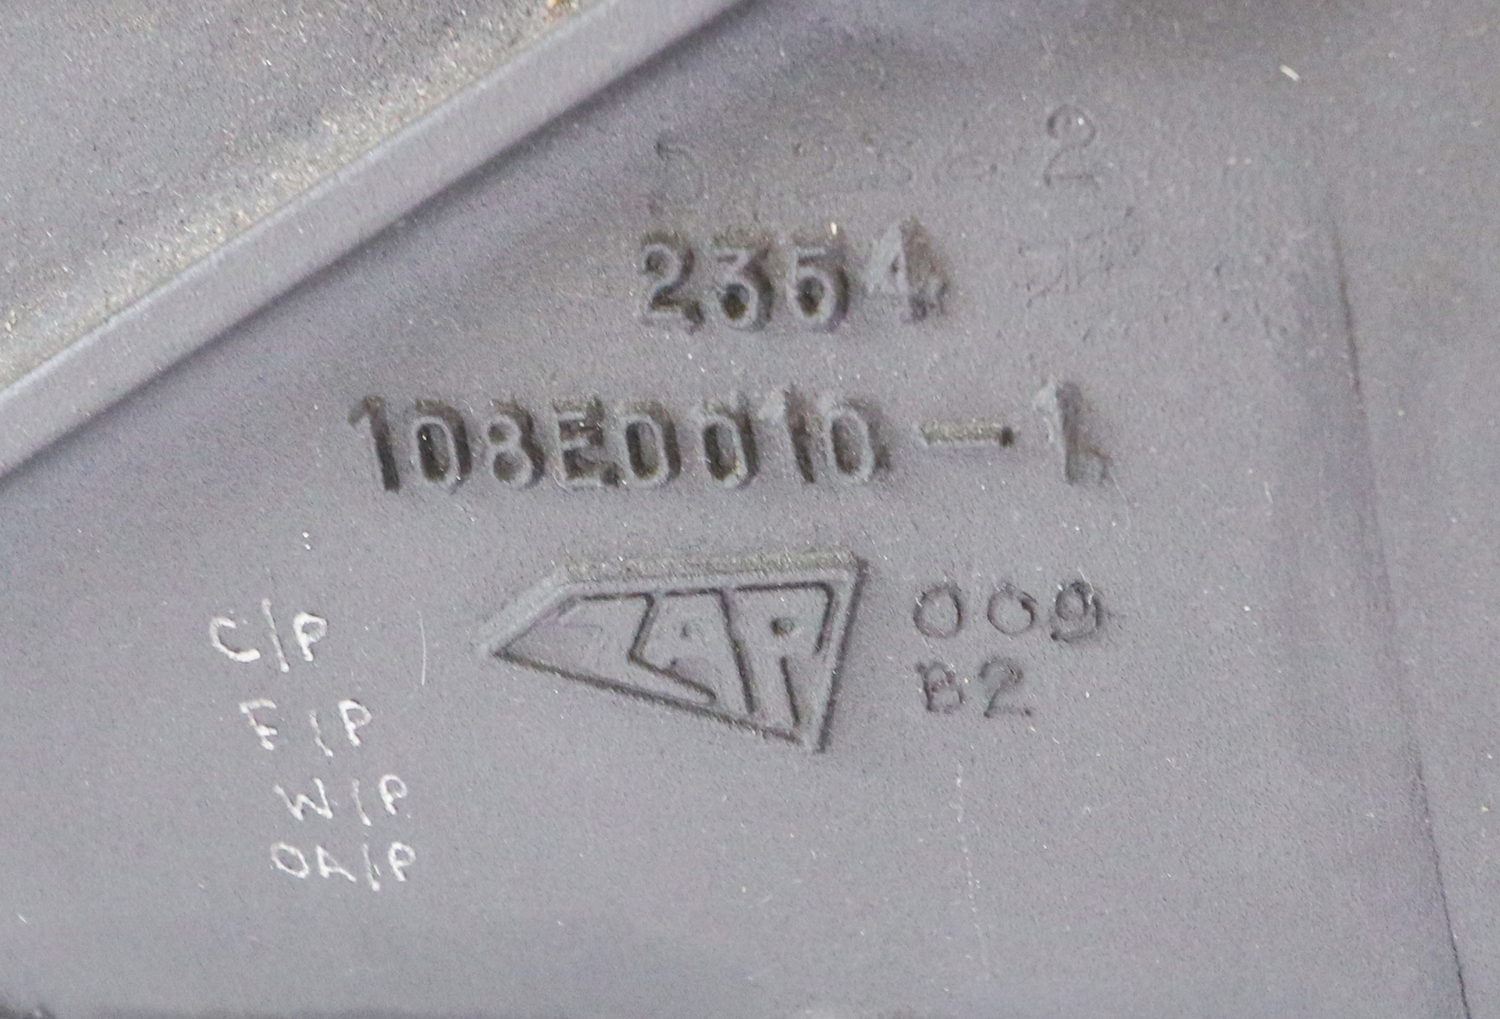 2354
108E0010-1
ZAP 009
B2
C/P
F/P
W/P
OA/P